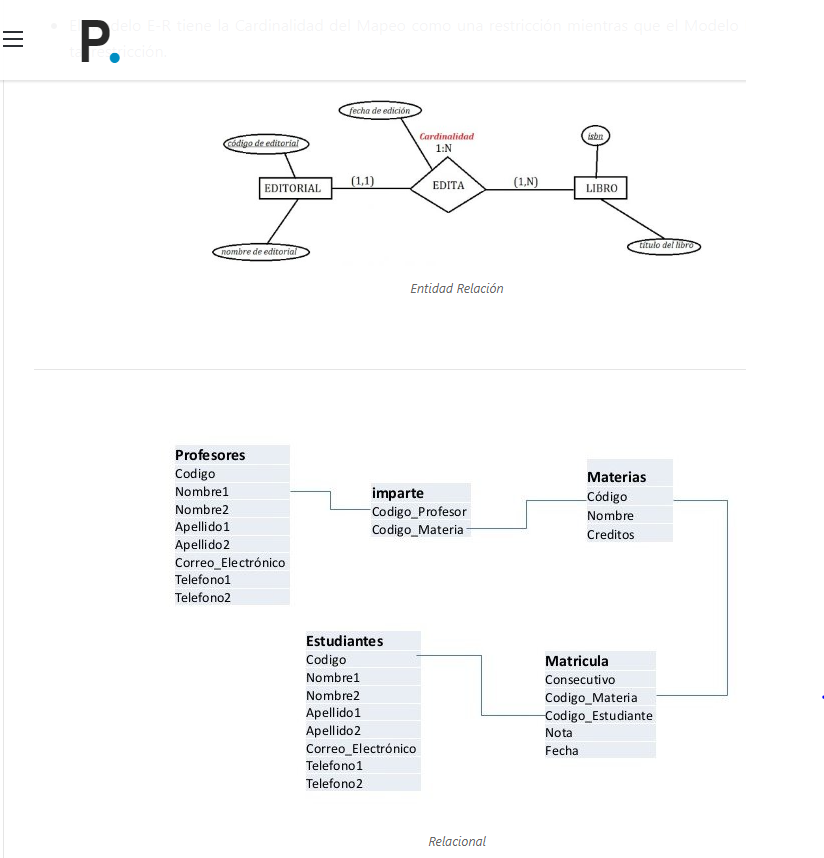 modelo E-R tiene la Cardinalidad del Mapeo como una restricción mientras que el Modelo
P.
fecha de edición
Cardinalidad
1:N
código de editorial
isbn
EDITORIAL
(1,1)
EDITA
(1,N)
LIBRO
nombre de editorial
título del libro
Entidad Relación
Profesores
Codigo
Nombre1
Nombre2
Apellido1
Apellido2
Correo_Electrónico
Telefono1
Telefono2
imparte
Codigo_Profesor
Codigo_Materia
Materias
Código
Nombre
Creditos
Estudiantes
Codigo
Nombre1
Nombre2
Apellido1
Apellido2
Correo_Electrónico
Telefono1
Telefono2
Matricula
Consecutivo
Codigo_Materia
Codigo_Estudiante
Nota
Fecha
Relacional